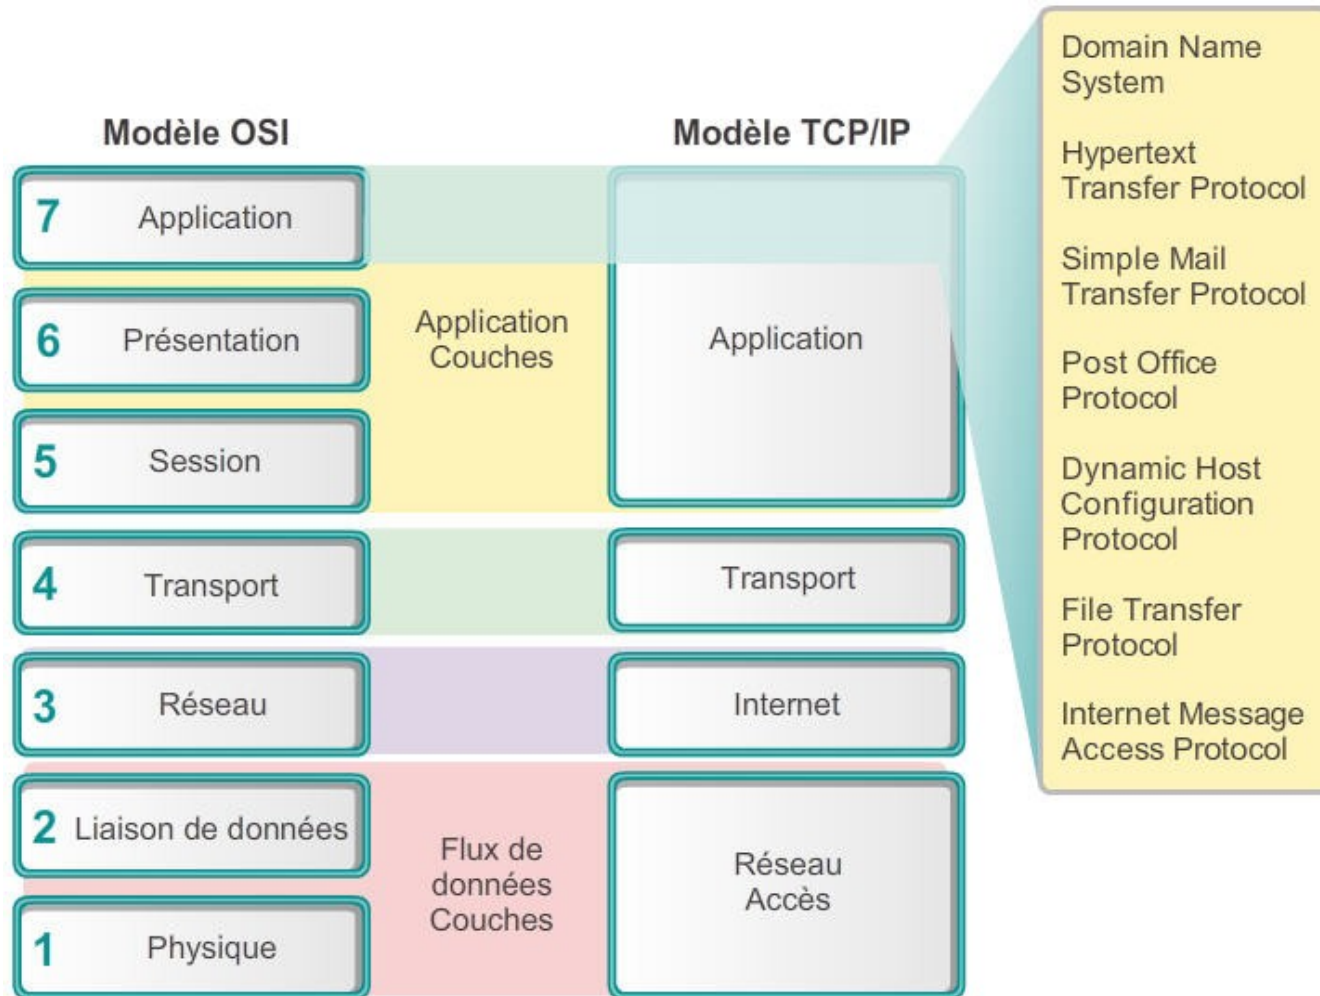 Modèle OSI
7 Application
6 Présentation
5 Session
4 Transport
3 Réseau
2 Liaison de données
1 Physique
Application
Couches
Flux de
données
Couches
Modèle TCP/IP
Application
Transport
Internet
Réseau
Accès
Domain Name
System
Hypertext
Transfer Protocol
Simple Mail
Transfer Protocol
Post Office
Protocol
Dynamic Host
Configuration
Protocol
File Transfer
Protocol
Internet Message
Access Protocol